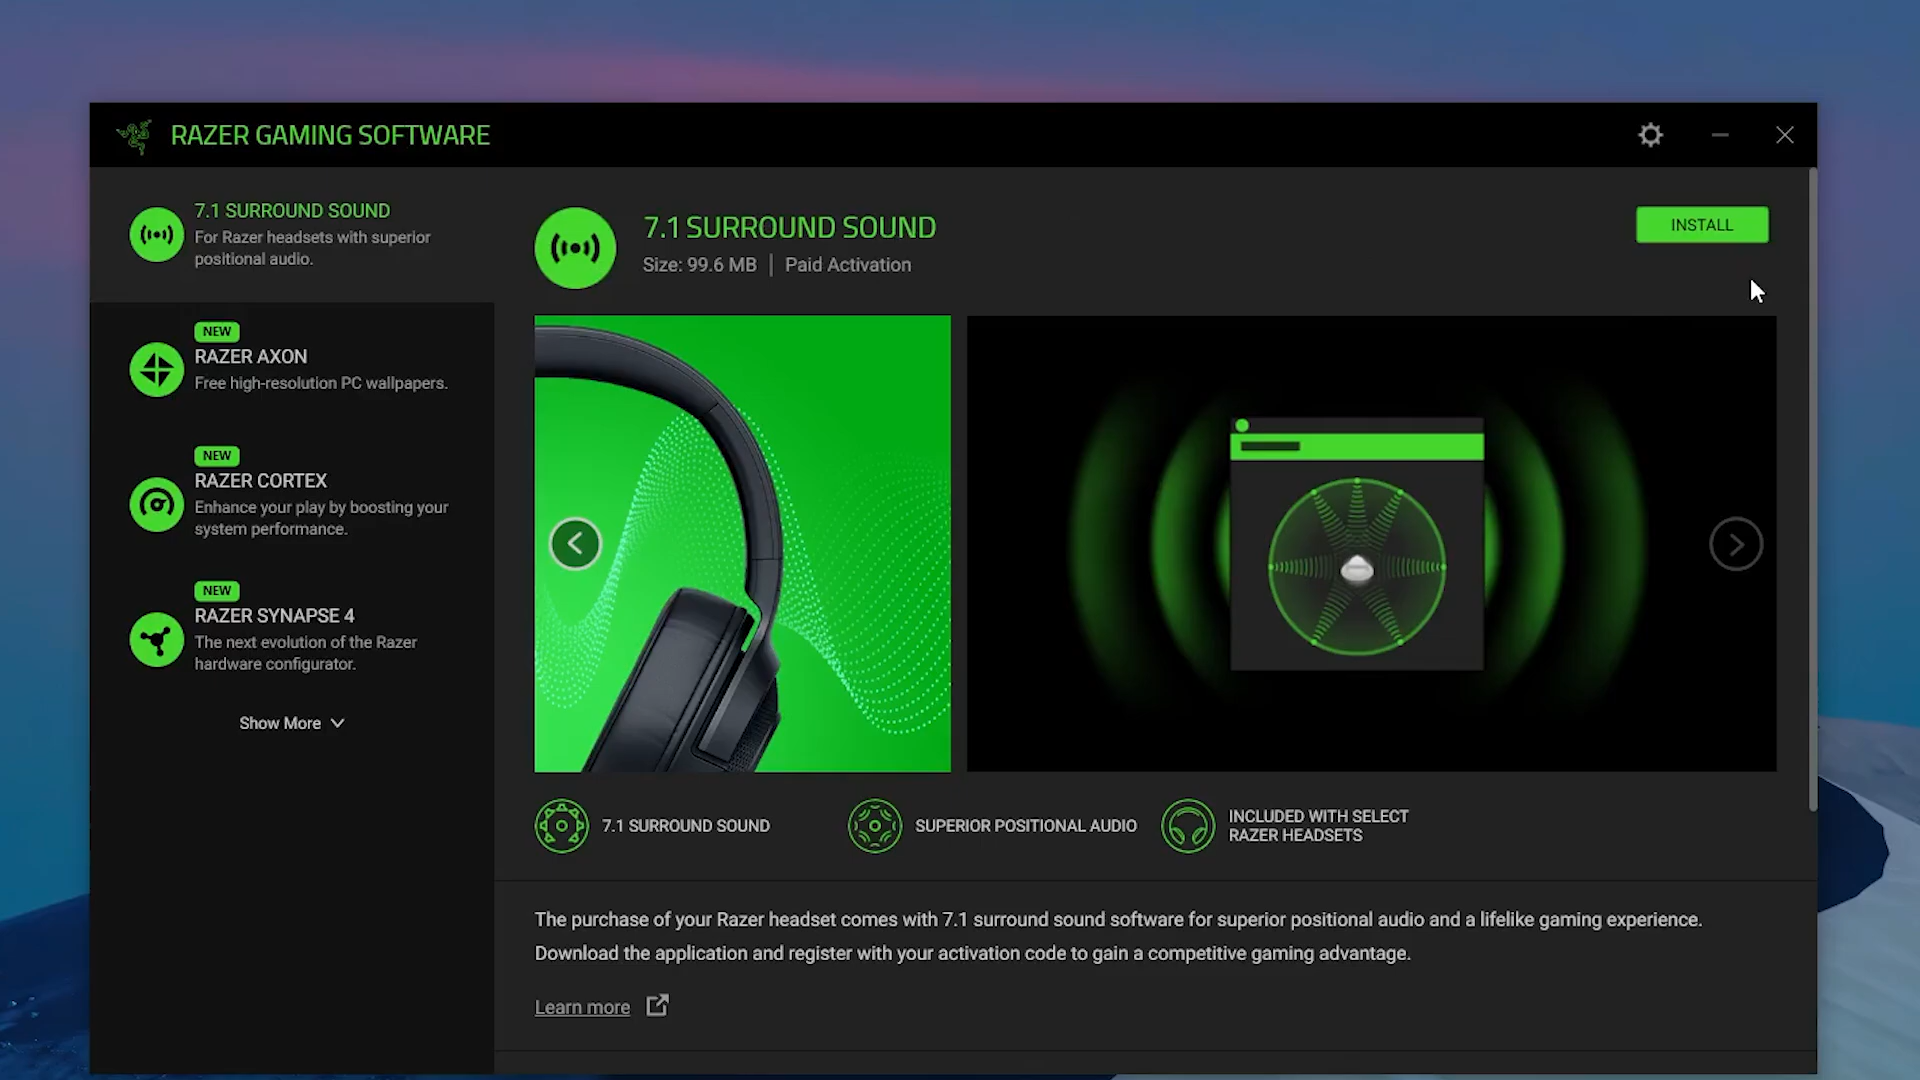 RAZER GAMING SOFTWARE
7.1 SURROUND SOUND
For Razer headsets with superior
positional audio.
NEW
RAZER AXON
Free high-resolution PC wallpapers.
NEW
RAZER CORTEX
Enhance your play by boosting your
system performance.
NEW
RAZER SYNAPSE 4
The next evolution of the Razer
hardware configurator.
Show More
7.1 SURROUND SOUND
Size: 99.6 MB | Paid Activation
INSTALL
7.1 SURROUND SOUND
SUPERIOR POSITIONAL AUDIO
INCLUDED WITH SELECT
RAZER HEADSETS
The purchase of your Razer headset comes with 7.1 surround sound software for superior positional audio and a lifelike gaming experience.
Download the application and register with your activation code to gain a competitive gaming advantage.
Learn more